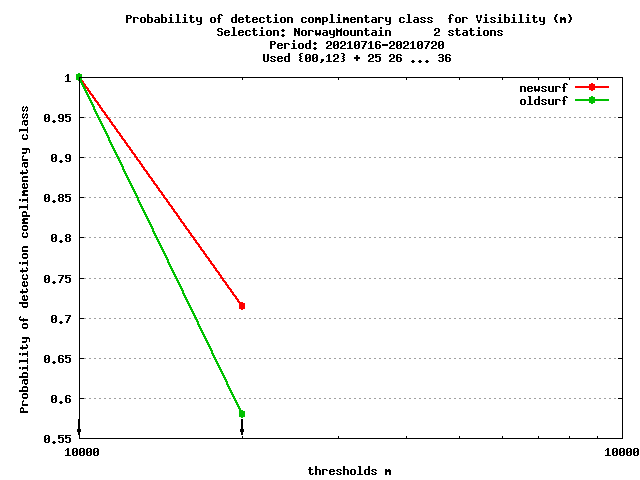 Probability of detection complimentary class  for Visibility (m)
Selection: NorwayMountain      2 stations
Period: 20210716-20210720
Used {00,12} + 25 26 ... 36
newsurf
oldsurf
1
0.95
0.9
0.85
0.8
0.75
0.7
0.65
0.6
0.55
Probability of detection complimentary class
10000
10000
thresholds m